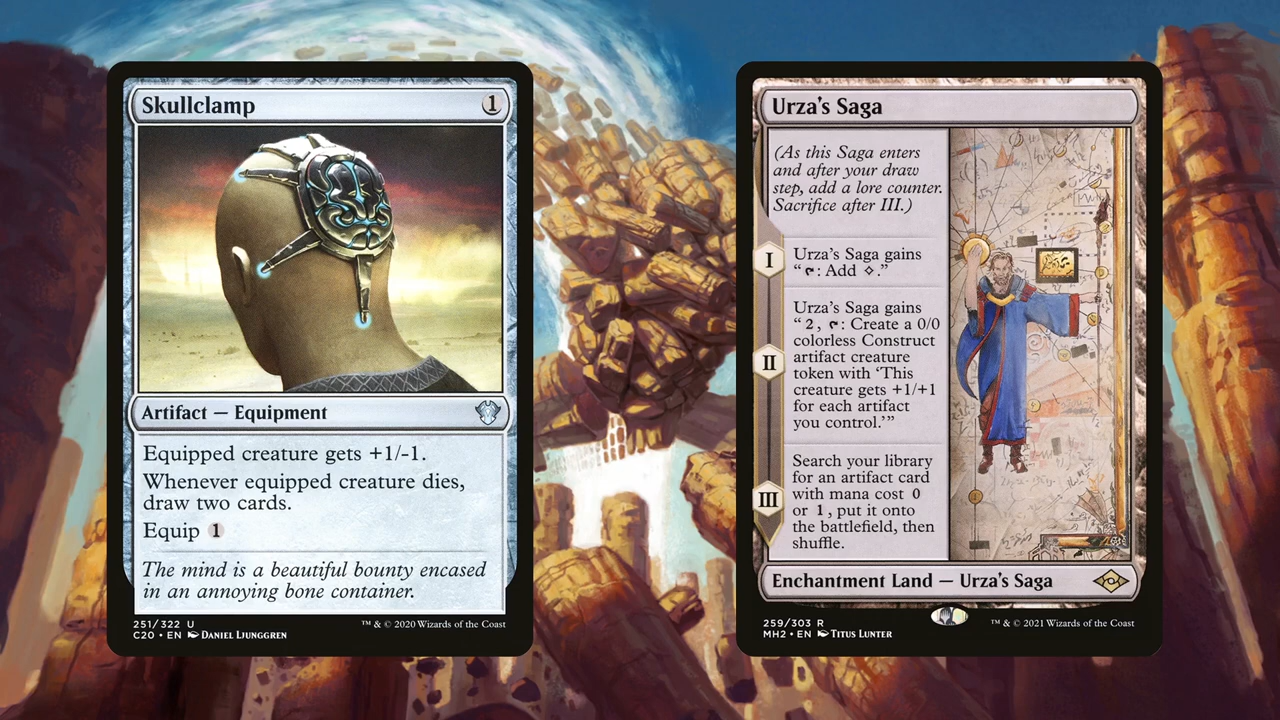 Skullclamp 1
Artifact — Equipment
Equipped creature gets +1/-1.
Whenever equipped creature dies,
draw two cards.
Equip 1
The mind is a beautiful bounty encased
in an annoying bone container.
251/322 U
C20 • EN Daniel Ljunggren
™ & © 2020 Wizards of the Coast
Urza's Saga
(As this Saga enters
and after your draw
step, add a lore counter.
Sacrifice after III.)
I
Urza's Saga gains
“: Add .”
II
Urza's Saga gains
“2, : Create a 0/0
colorless Construct
artifact creature
token with ‘This
creature gets +1/+1
for each artifact
you control.’”
III
Search your library
for an artifact card
with mana cost 0
or 1, put it onto
the battlefield, then
shuffle.
Enchantment Land — Urza's Saga
259/303 R
MH2 • EN Titus Lunter
™ & © 2021 Wizards of the Coast